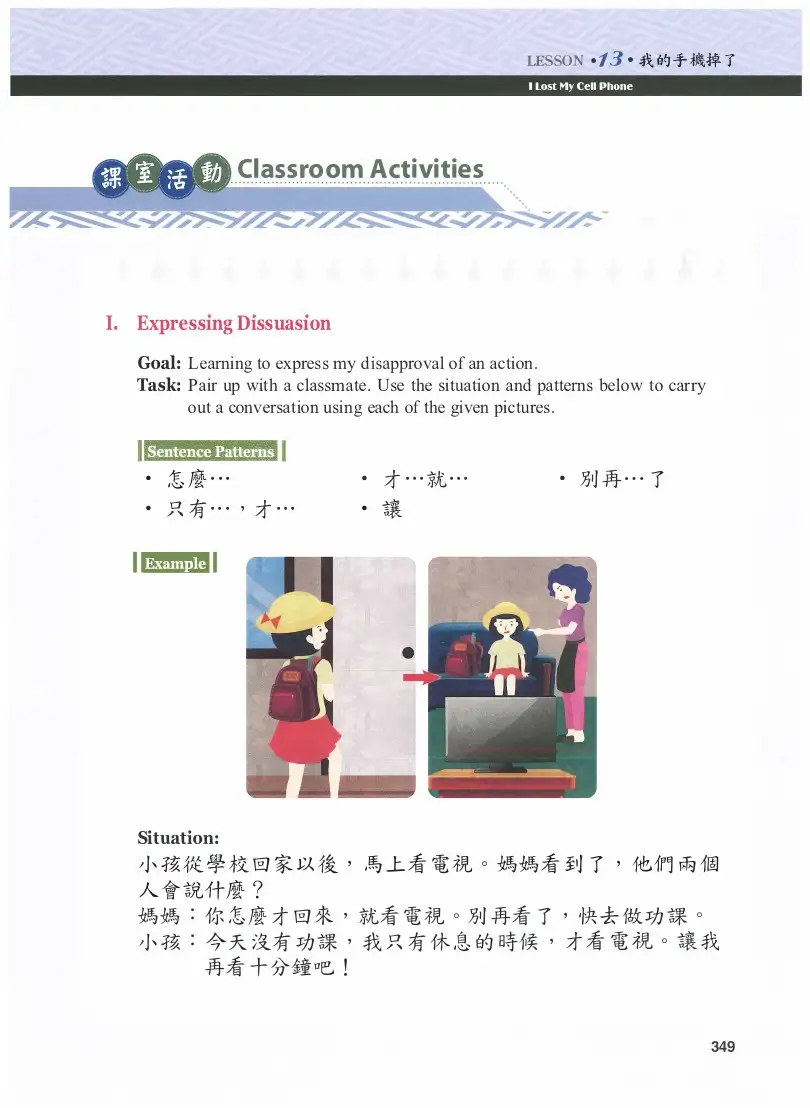 LESSON •13• 我的手機掉了
I Lost My Cell Phone
課室活動 Classroom Activities
I. Expressing Dissuasion
Goal: Learning to express my disapproval of an action.
Task: Pair up with a classmate. Use the situation and patterns below to carry
out a conversation using each of the given pictures.
Sentence Patterns
• 怎麼… • 才…就… • 別再…了
• 只有…，才… • 讓
Example
Situation:
小孩從學校回家以後，馬上看電視。媽媽看到了，他們兩個
人會說什麼？
媽媽：你怎麼才回來，就看電視。別再看了，快去做功課。
小孩：今天沒有功課，我只有休息的時候，才看電視。讓我
再看十分鐘吧！
349